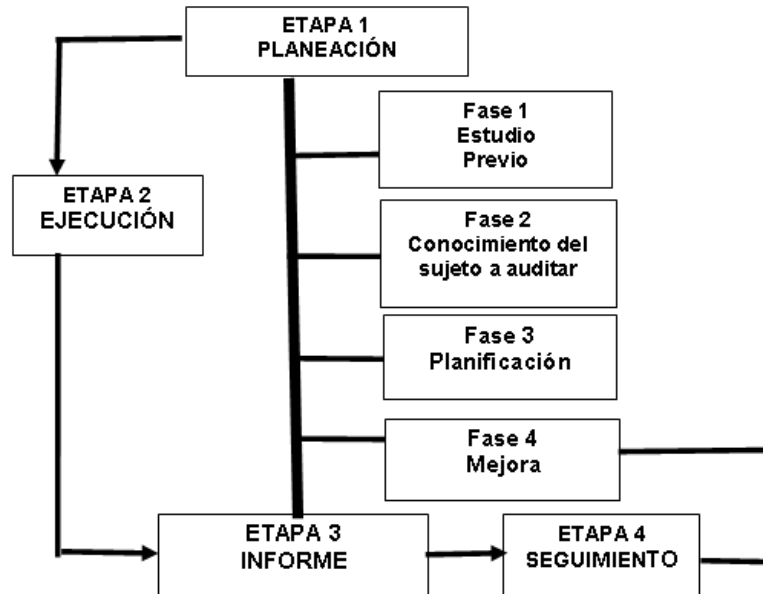 ETAPA 1
PLANEACIÓN
Fase 1
Estudio
Previo
ETAPA 2
EJECUCIÓN
Fase 2
Conocimiento del
sujeto a auditar
Fase 3
Planificación
Fase 4
Mejora
ETAPA 3
INFORME
ETAPA 4
SEGUIMIENTO